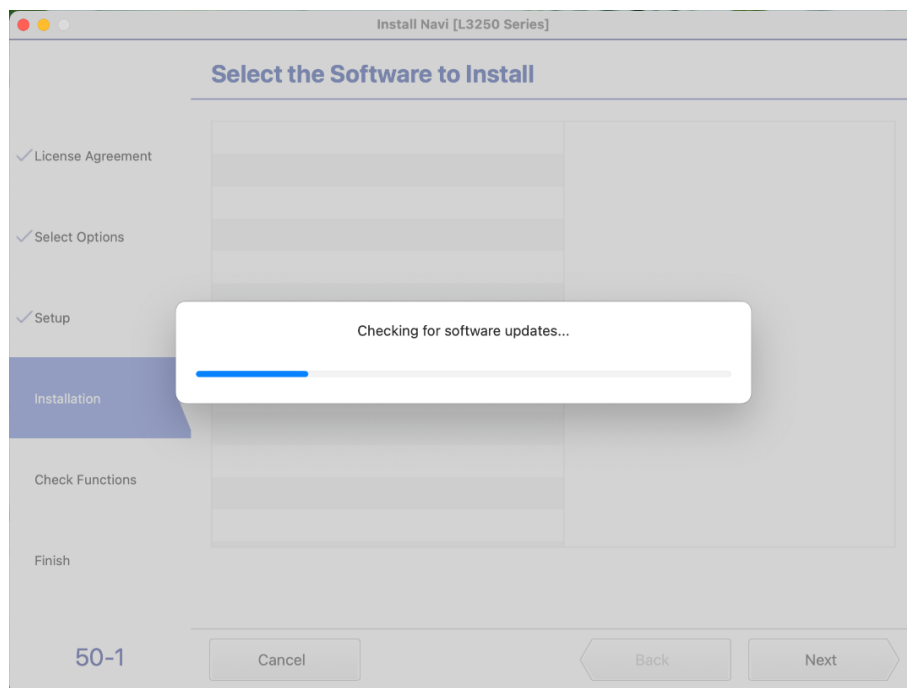 Install Navi [L3250 Series]
Select the Software to Install
License Agreement
Select Options
Setup
Checking for software updates...
Installation
Check Functions
Finish
50-1
Cancel
Back
Next